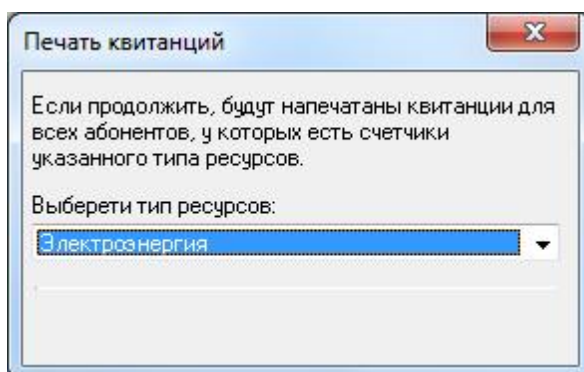 Печать квитанций
Если продолжить, будут напечатаны квитанции для
всех абонентов, у которых есть счетчики
указанного типа ресурсов.
Выберети тип ресурсов:
Электроэнергия